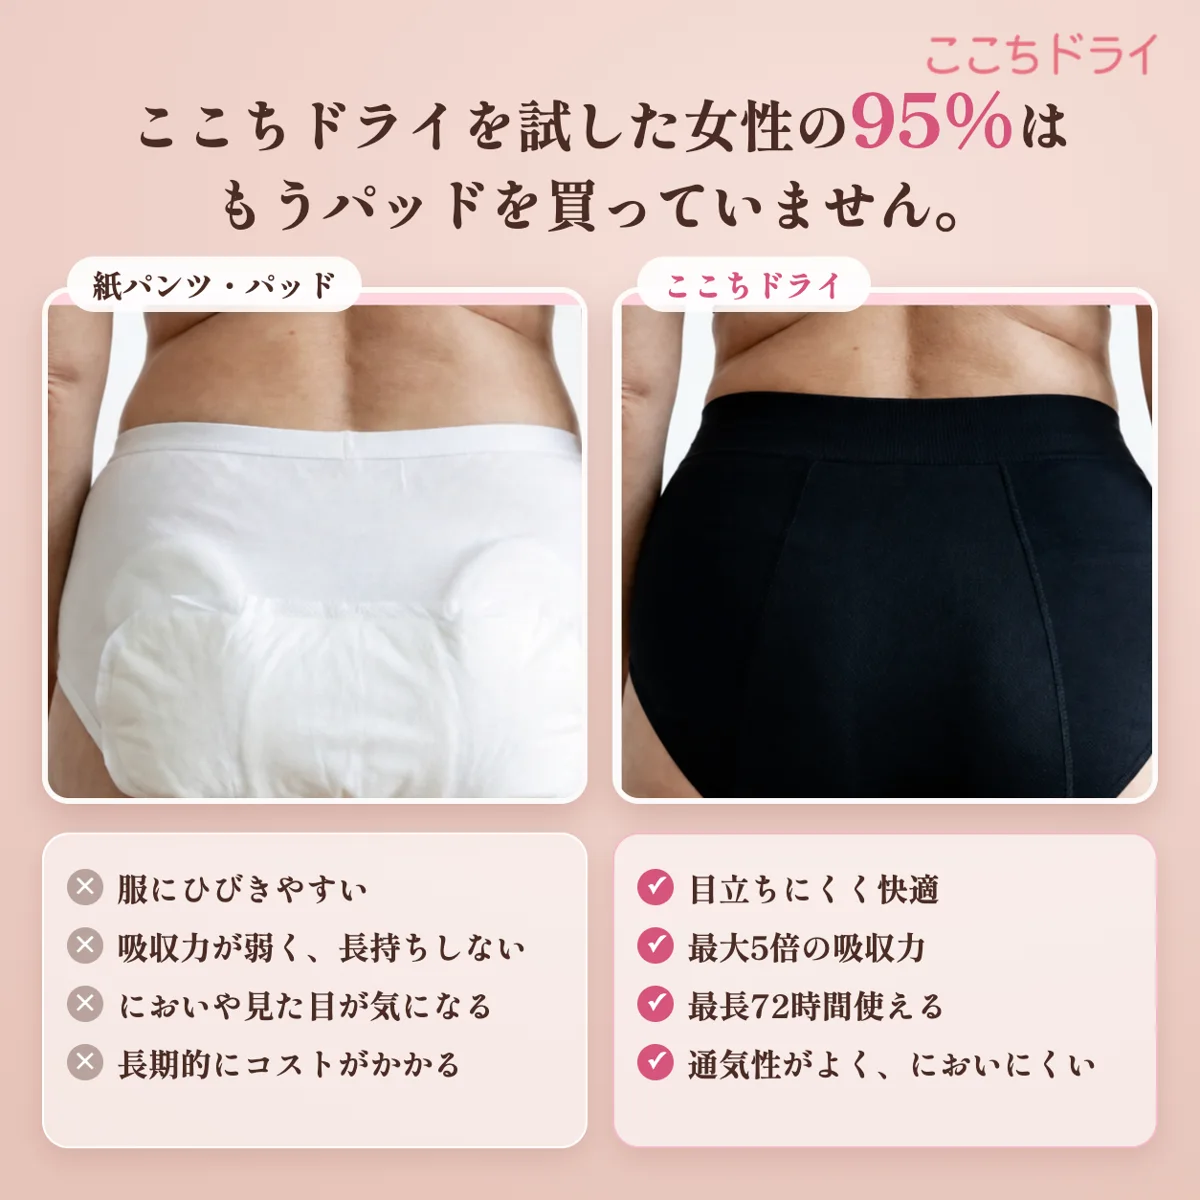 ここちドライ
ここちドライを試した女性の95%は
もうパッドを買っていません。
紙パンツ・パッド
ここちドライ
服にひびきやすい
吸収力が弱く、長持ちしない
においや見た目が気になる
長期的にコストがかかる
目立ちにくく快適
最大5倍の吸収力
最長72時間使える
通気性がよく、においにくい